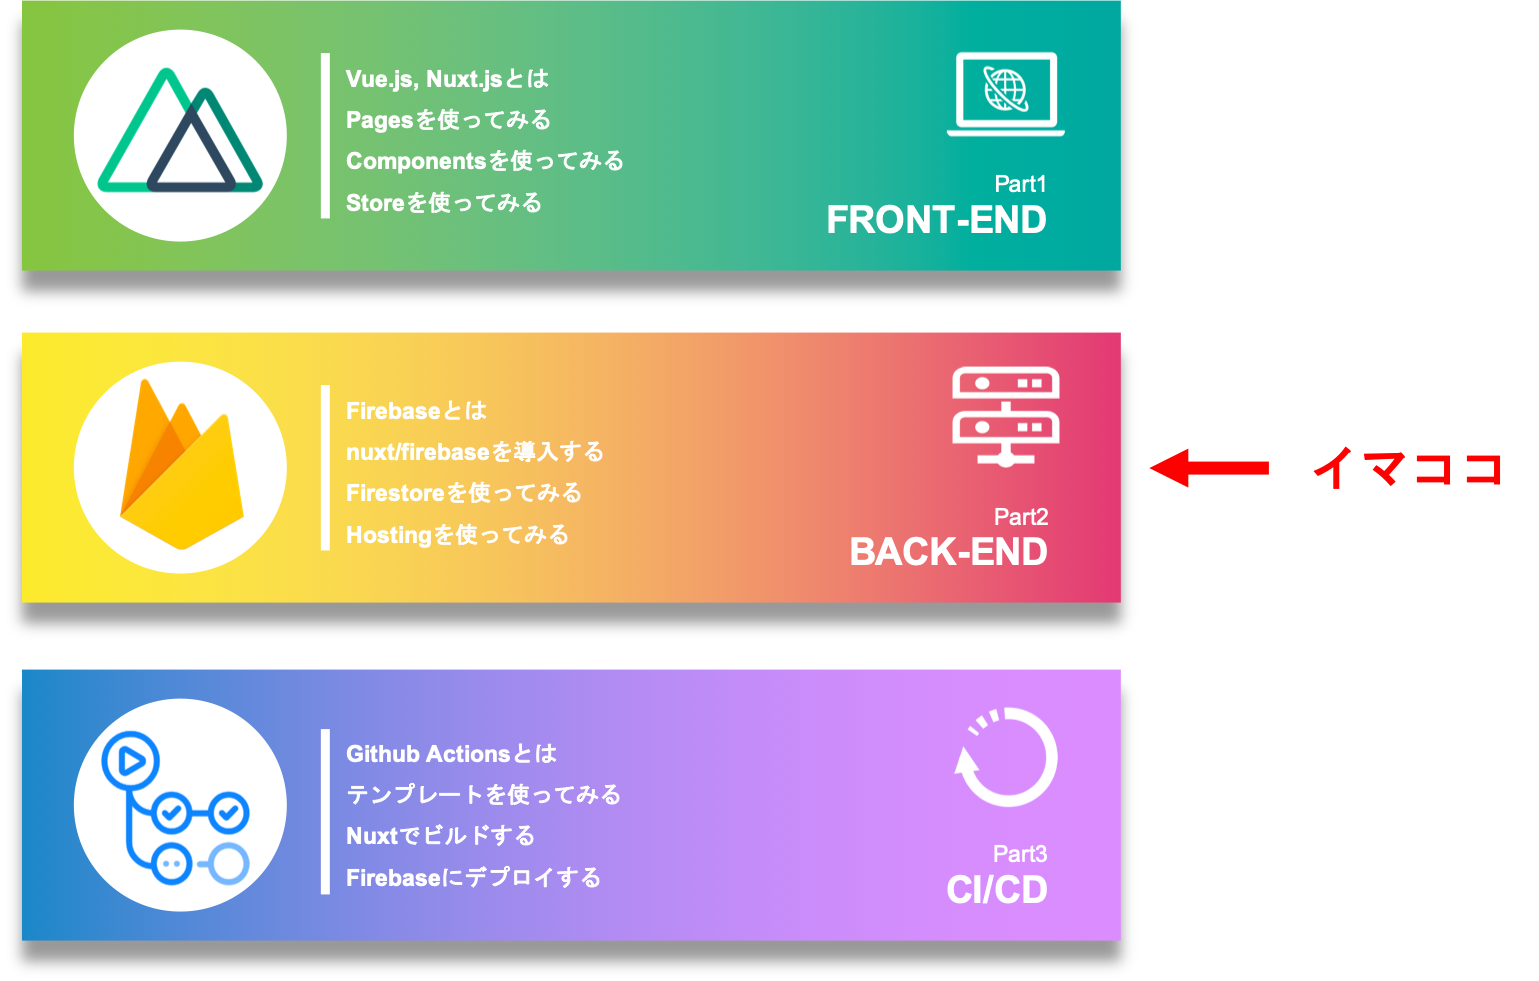 Vue.js, Nuxt.jsとは
Pagesを使ってみる
Componentsを使ってみる
Storeを使ってみる
Part1
FRONT-END
Firebaseとは
nuxt/firebaseを導入する
Firestoreを使ってみる
Hostingを使ってみる
Part2
BACK-END
イマココ
Github Actionsとは
テンプレートを使ってみる
Nuxtでビルドする
Firebaseにデプロイする
Part3
CI/CD